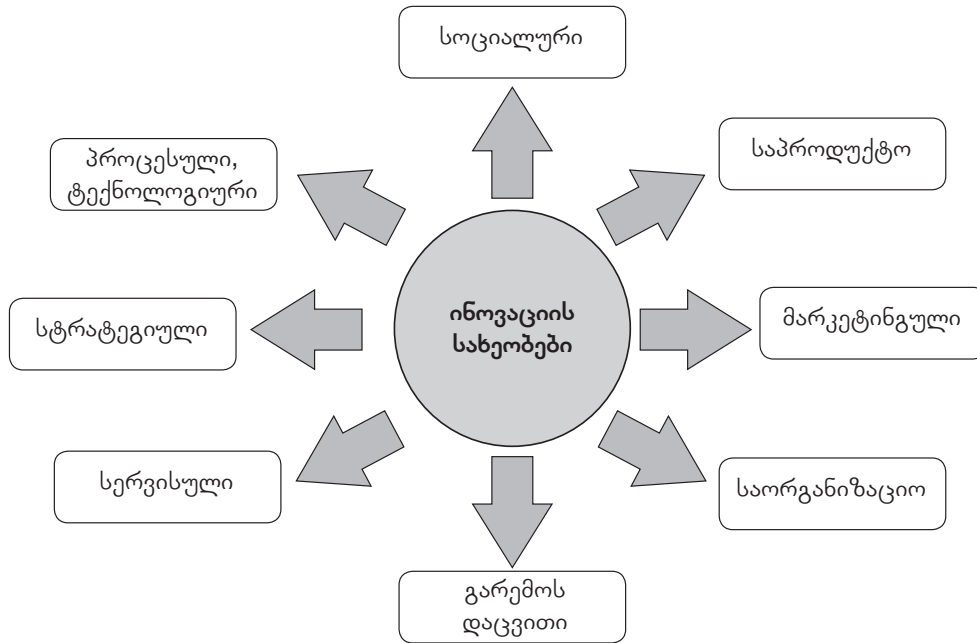 სოციალური
პროცესული,
ტექნოლოგიური
საპროდუქტო
სტრატეგიული
ინოვაციის
სახეობები
მარკეტინგული
სერვისული
საორგანიზაციო
გარემოს
დაცვითი